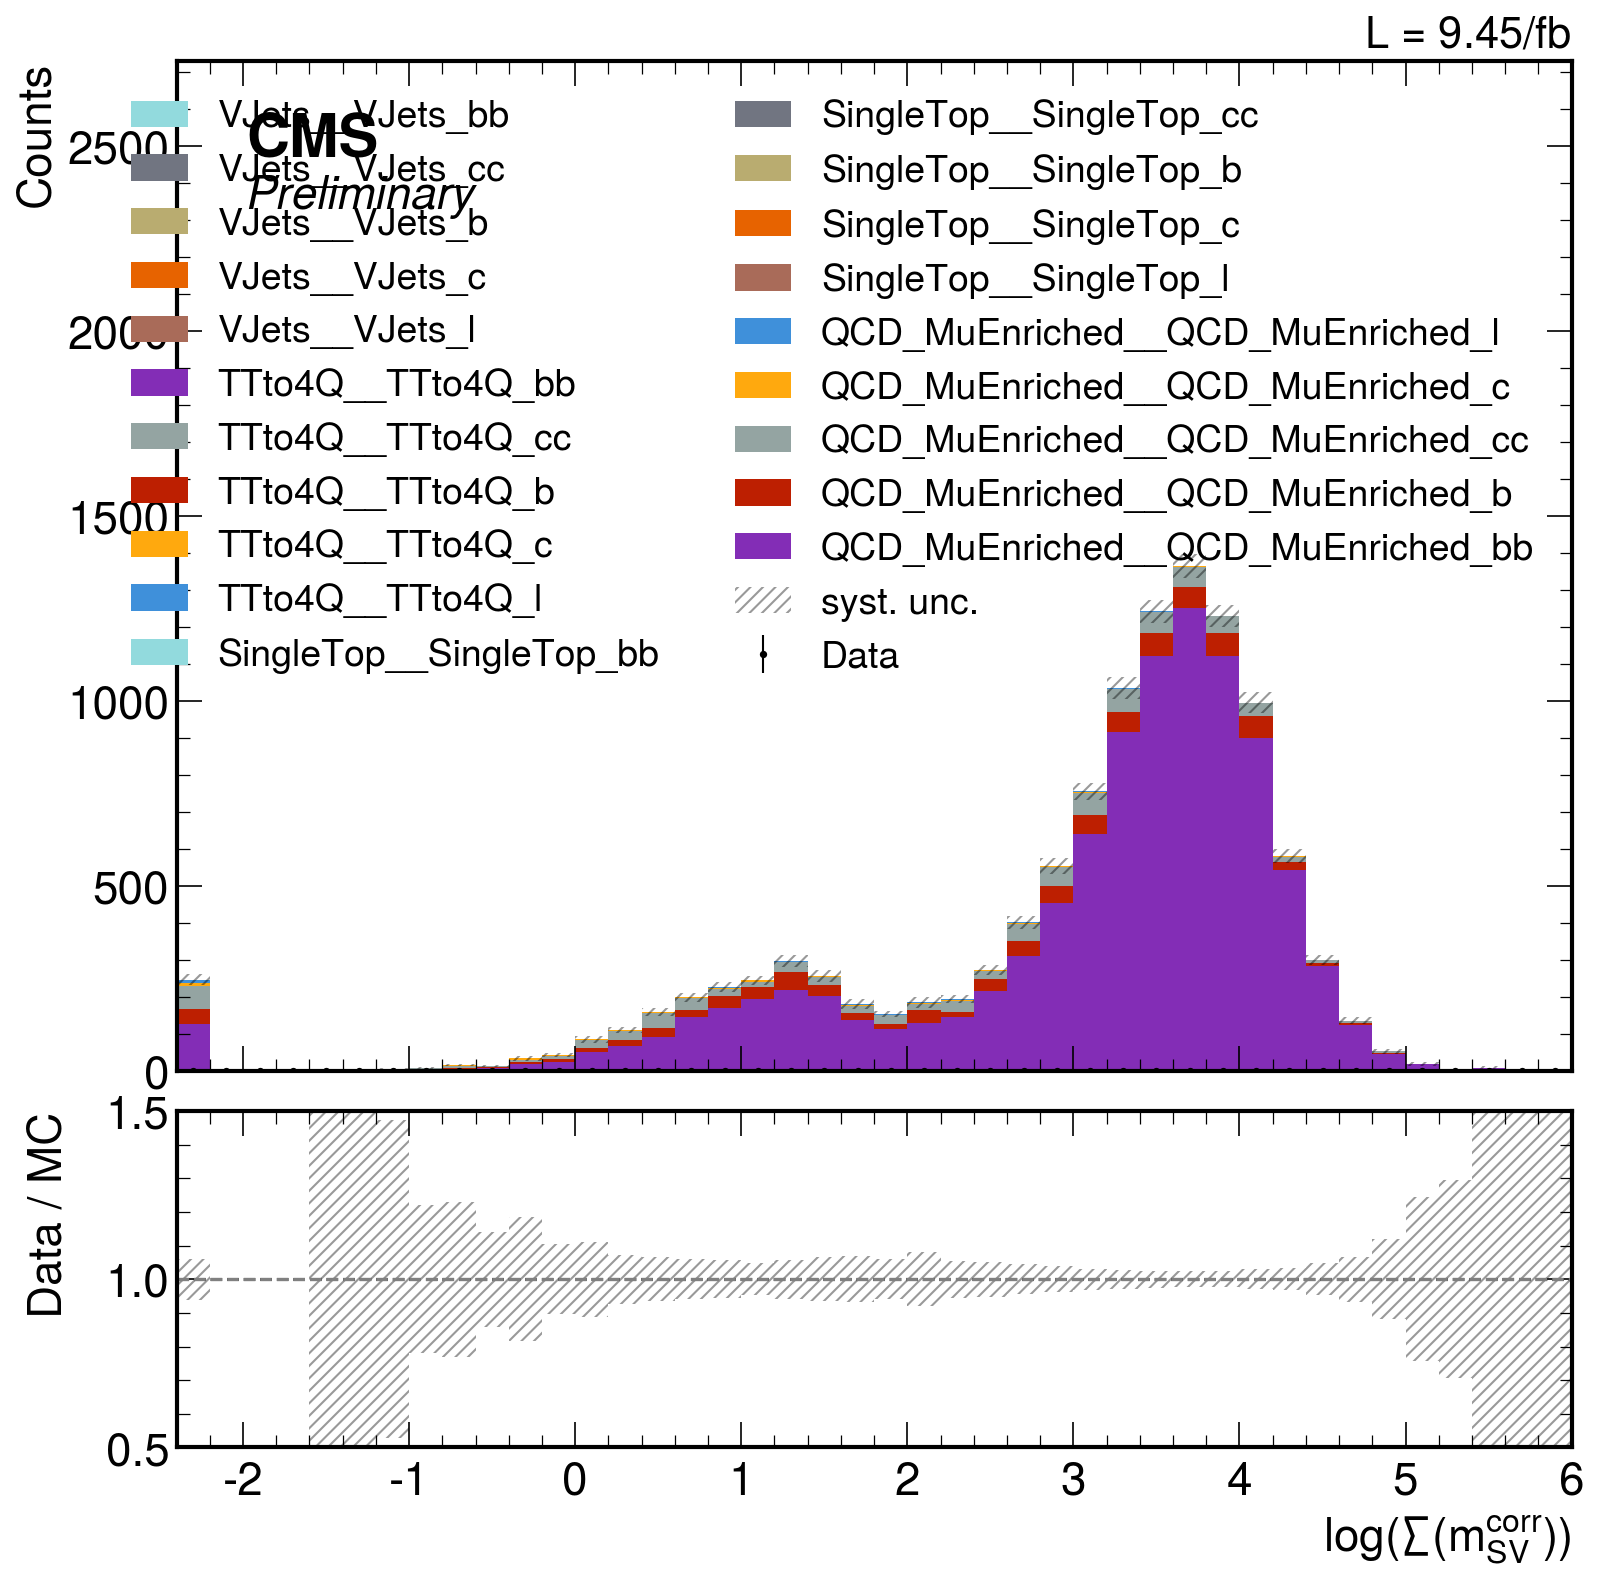 L = 9.45/fb
Counts
CMS
Preliminary
VJets__VJets_bb
VJets__VJets_cc
VJets__VJets_b
VJets__VJets_c
VJets__VJets_l
TTto4Q__TTto4Q_bb
TTto4Q__TTto4Q_cc
TTto4Q__TTto4Q_b
TTto4Q__TTto4Q_c
TTto4Q__TTto4Q_l
SingleTop__SingleTop_bb
SingleTop__SingleTop_cc
SingleTop__SingleTop_b
SingleTop__SingleTop_c
SingleTop__SingleTop_l
QCD_MuEnriched__QCD_MuEnriched_l
QCD_MuEnriched__QCD_MuEnriched_c
QCD_MuEnriched__QCD_MuEnriched_cc
QCD_MuEnriched__QCD_MuEnriched_b
QCD_MuEnriched__QCD_MuEnriched_bb
syst. unc.
Data
2500
2000
1500
1000
500
0
Data / MC
1.5
1.0
0.5
-2 -1 0 1 2 3 4 5 6
log(∑(m_SV^corr))